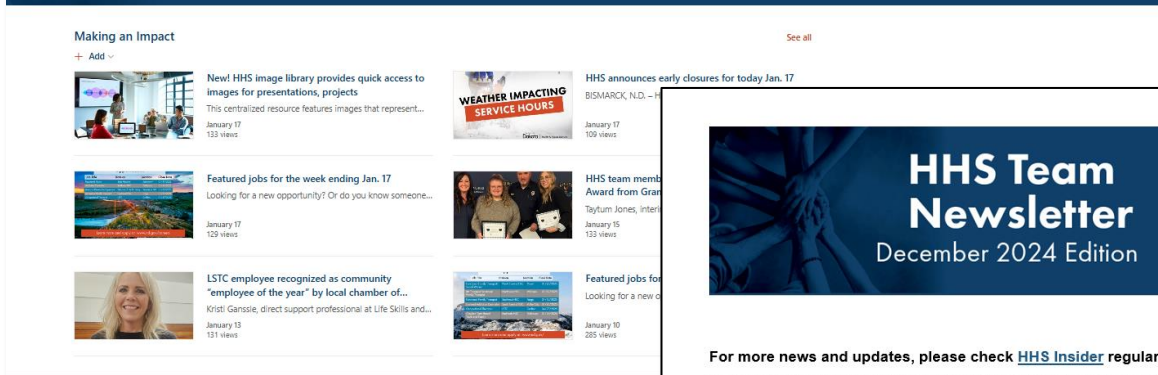 Making an Impact
See all
+ Add
New! HHS image library provides quick access to
images for presentations, projects
This centralized resource features images that represent...
January 17
133 views
WEATHER IMPACTING
SERVICE HOURS
HHS announces early closures for today Jan. 17
BISMARCK, N.D. – H
January 17
109 views
Featured jobs for the week ending Jan. 17
Looking for a new opportunity? Or do you know someone...
January 17
129 views
HHS team memb
Award from Gran
Taytum Jones, interi
January 15
133 views
LSTC employee recognized as community
"employee of the year" by local chamber of...
Kristi Ganssie, direct support professional at Life Skills and...
January 13
131 views
Featured jobs for
Looking for a new o
January 10
285 views
HHS Team
Newsletter
December 2024 Edition
For more news and updates, please check HHS Insider regular